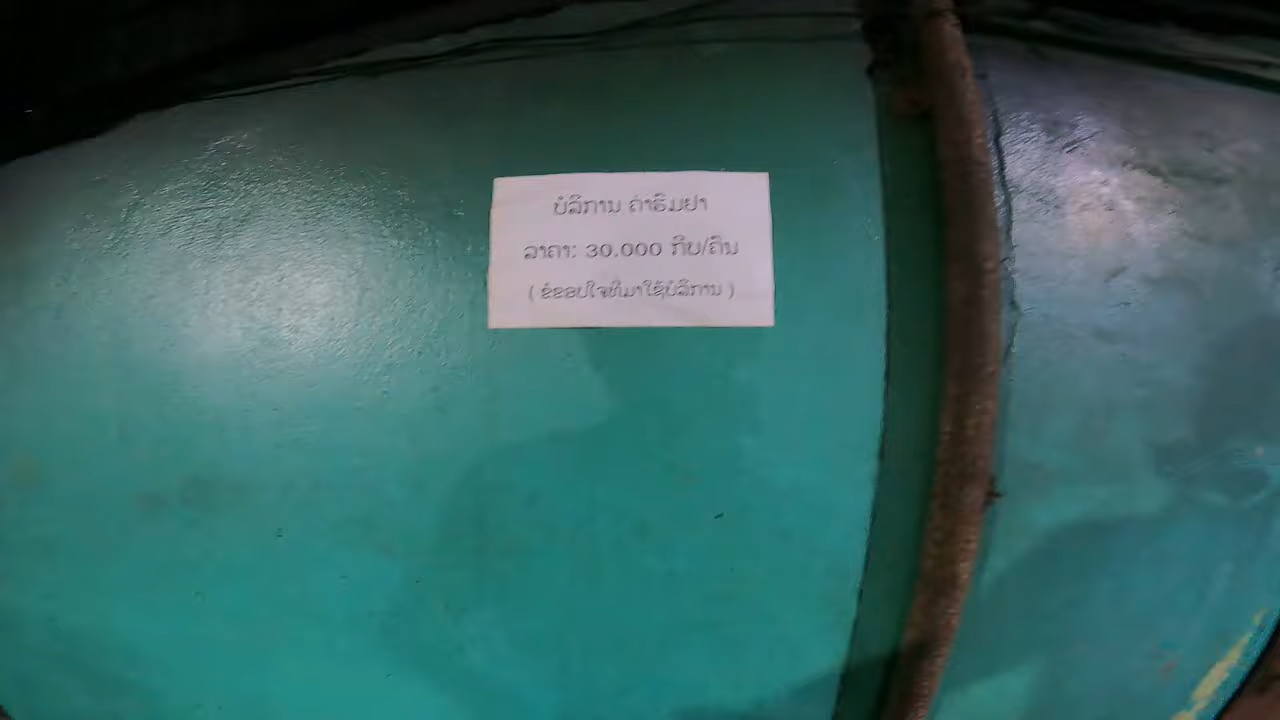 ບໍລິການ ຄ່າຮົມຢາ
ລາຄາ: 30.000 ກີບ/ຄົນ
( ຂໍຂອບໃຈທີ່ມາໃຊ້ບໍລິການ )